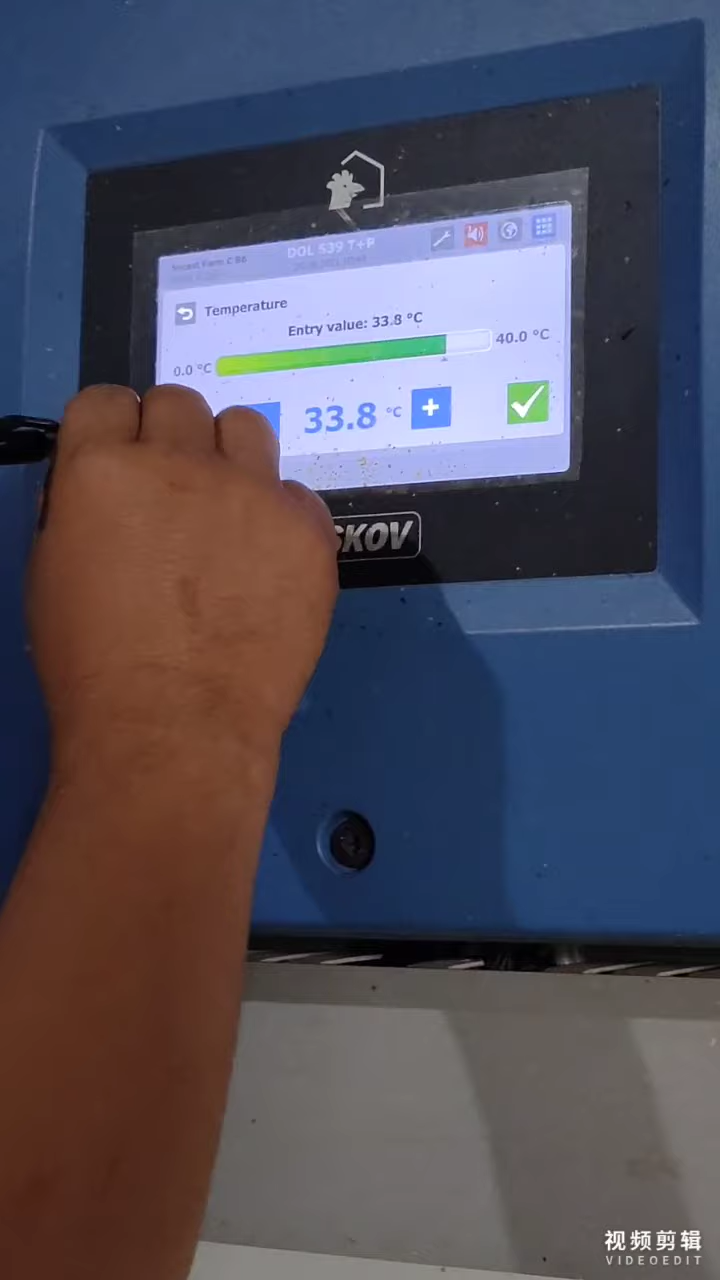 DOL 539 T+P
Temperature
Entry value: 33.8 °C
0.0 °C
40.0 °C
33.8 °C
+
SKOV
视频剪辑
VIDEOEDIT